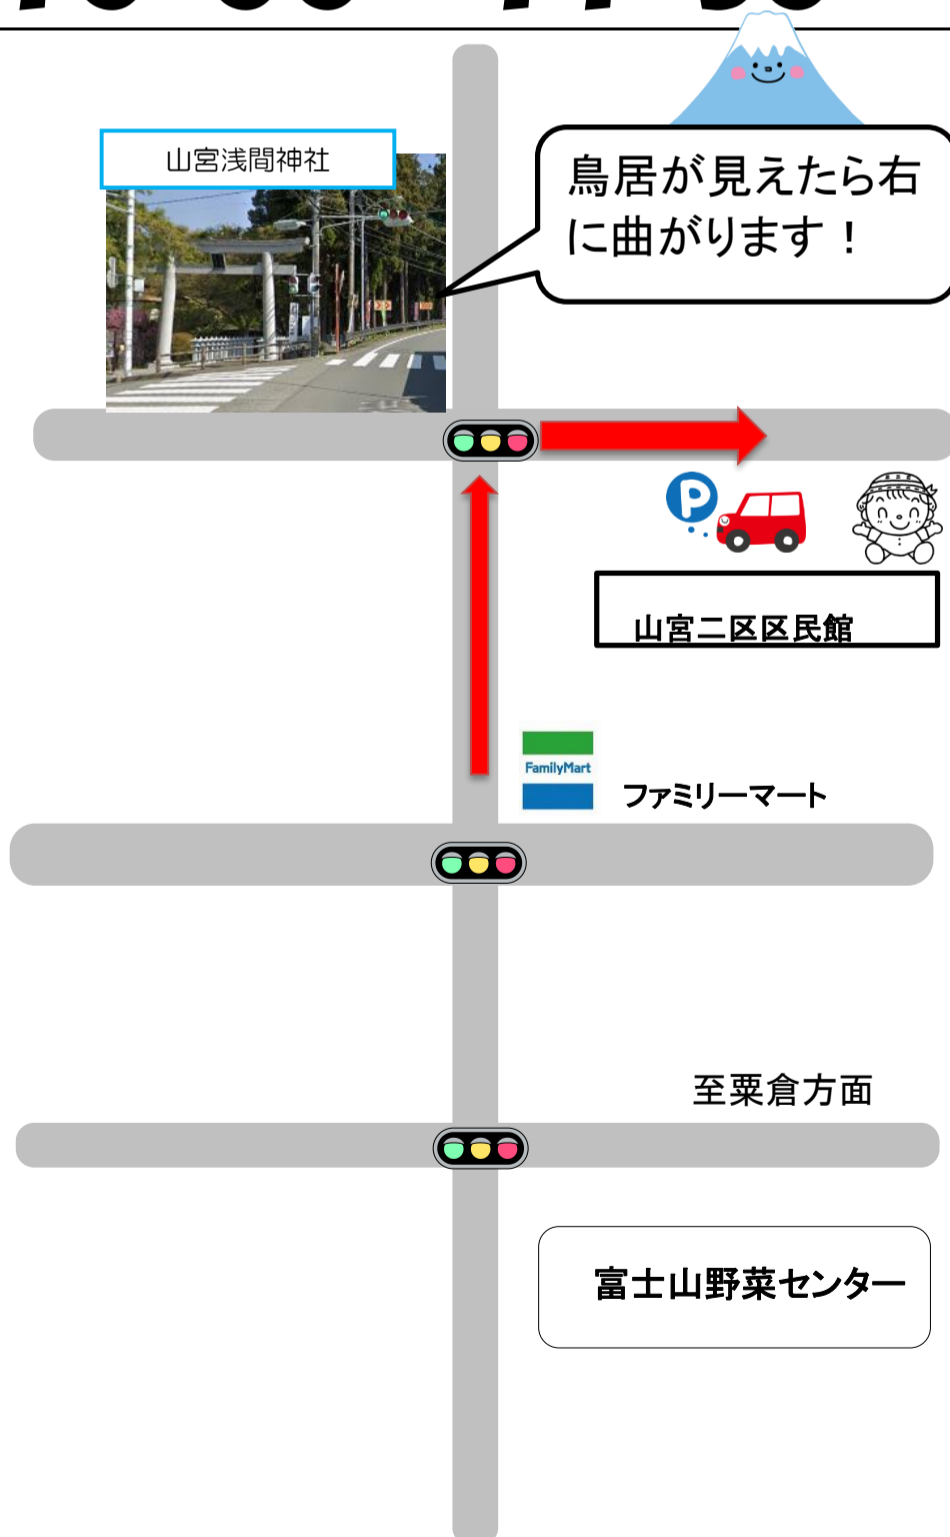 山宮浅間神社
鳥居が見えたら右
に曲がります！
P
山宮二区区民館
FamilyMart
ファミリーマート
至粟倉方面
富士山野菜センター